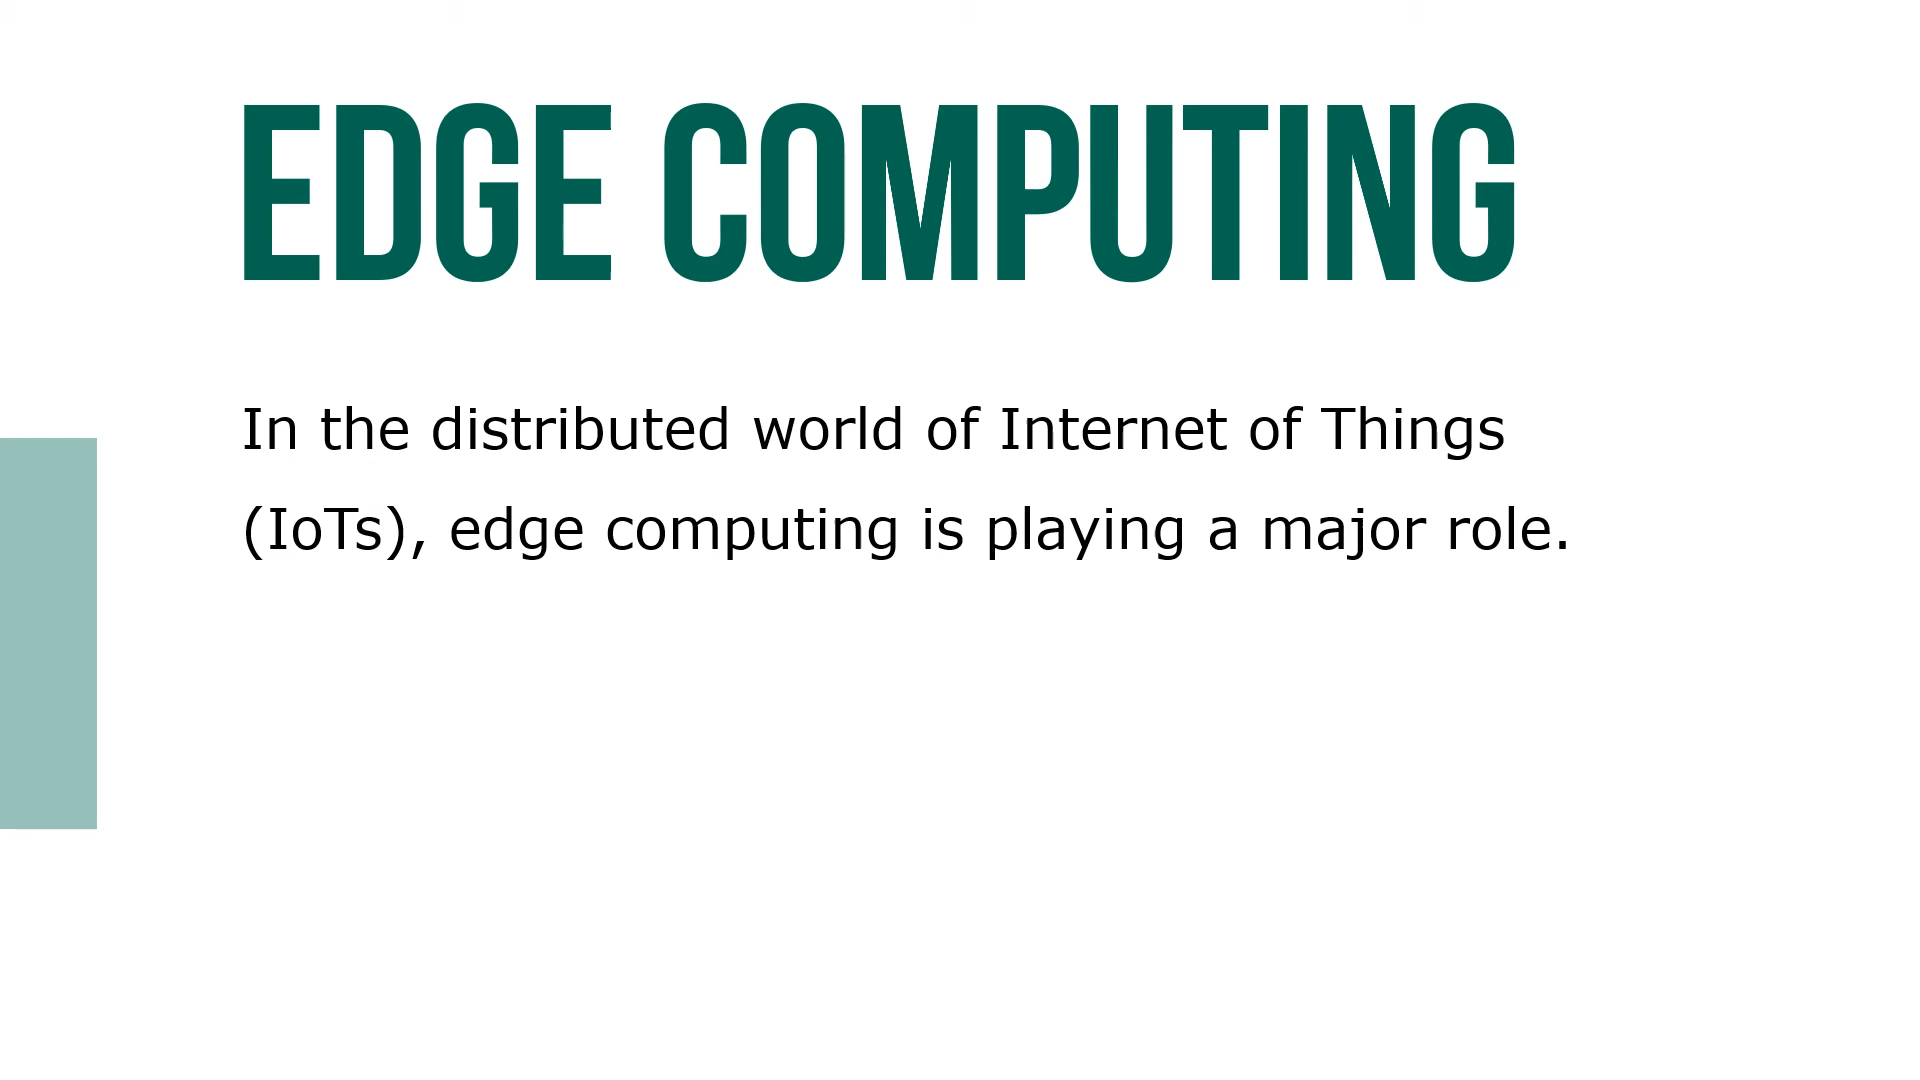 EDGE COMPUTING
In the distributed world of Internet of Things
(IoTs), edge computing is playing a major role.